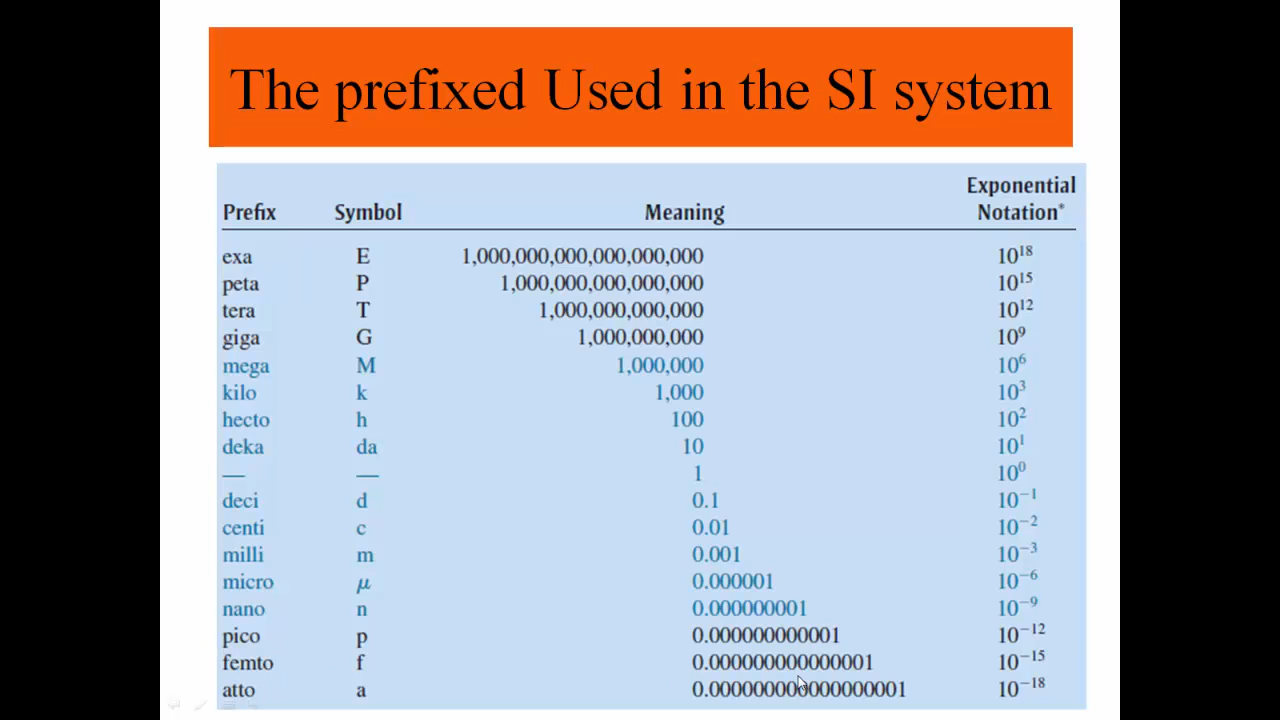 The prefixed Used in the SI system
Exponential
Prefix Symbol Meaning Notation*
exa E 1,000,000,000,000,000,000 10¹⁸
peta P 1,000,000,000,000,000 10¹⁵
tera T 1,000,000,000,000 10¹²
giga G 1,000,000,000 10⁹
mega M 1,000,000 10⁶
kilo k 1,000 10³
hecto h 100 10²
deka da 10 10¹
— — 1 10⁰
deci d 0.1 10⁻¹
centi c 0.01 10⁻²
milli m 0.001 10⁻³
micro μ 0.000001 10⁻⁶
nano n 0.000000001 10⁻⁹
pico p 0.000000000001 10⁻¹²
femto f 0.000000000000001 10⁻¹⁵
atto a 0.000000000000000001 10⁻¹⁸